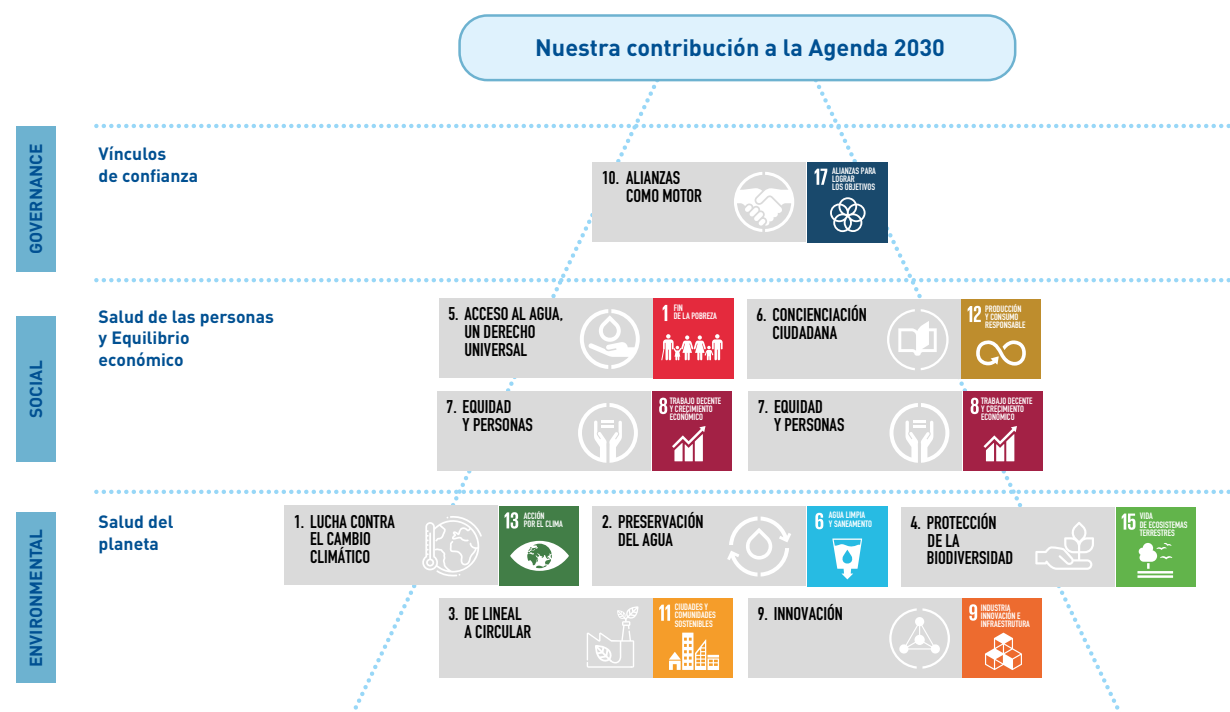 Nuestra contribución a la Agenda 2030
GOVERNANCE
Vínculos
de confianza
10. ALIANZAS
COMO MOTOR
17 ALIANZAS PARA
LOGRAR
LOS OBJETIVOS
SOCIAL
Salud de las personas
y Equilibrio
económico
5. ACCESO AL AGUA,
UN DERECHO
UNIVERSAL
1 FIN
DE LA POBREZA
6. CONCIENCIACIÓN
CIUDADANA
12 PRODUCCIÓN
Y CONSUMO
RESPONSABLE
7. EQUIDAD
Y PERSONAS
8 TRABAJO DECENTE
Y CRECIMIENTO
ECONÓMICO
7. EQUIDAD
Y PERSONAS
8 TRABAJO DECENTE
Y CRECIMIENTO
ECONÓMICO
ENVIRONMENTAL
Salud del
planeta
1. LUCHA CONTRA
EL CAMBIO
CLIMÁTICO
13 ACCIÓN
POR EL CLIMA
2. PRESERVACIÓN
DEL AGUA
6 AGUA LIMPIA
Y SANEAMIENTO
4. PROTECCIÓN
DE LA
BIODIVERSIDAD
15 VIDA
DE ECOSISTEMAS
TERRESTRES
3. DE LINEAL
A CIRCULAR
11 CIUDADES Y
COMUNIDADES
SOSTENIBLES
9. INNOVACIÓN
9 INDUSTRIA
INNOVACIÓN E
INFRAESTROTURA